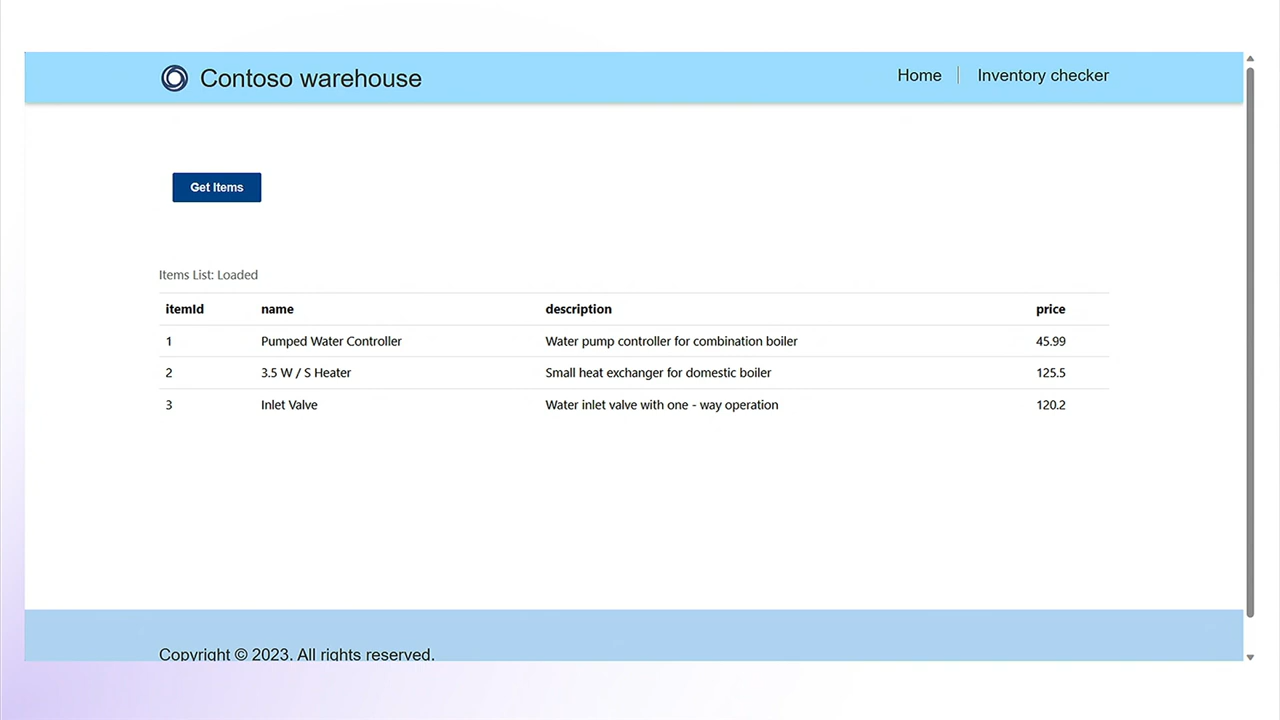 Contoso warehouse
Home
Inventory checker
Get Items
Items List: Loaded
itemId name description price
1 Pumped Water Controller Water pump controller for combination boiler 45.99
2 3.5 W / S Heater Small heat exchanger for domestic boiler 125.5
3 Inlet Valve Water inlet valve with one - way operation 120.2
Copyright © 2023. All rights reserved.